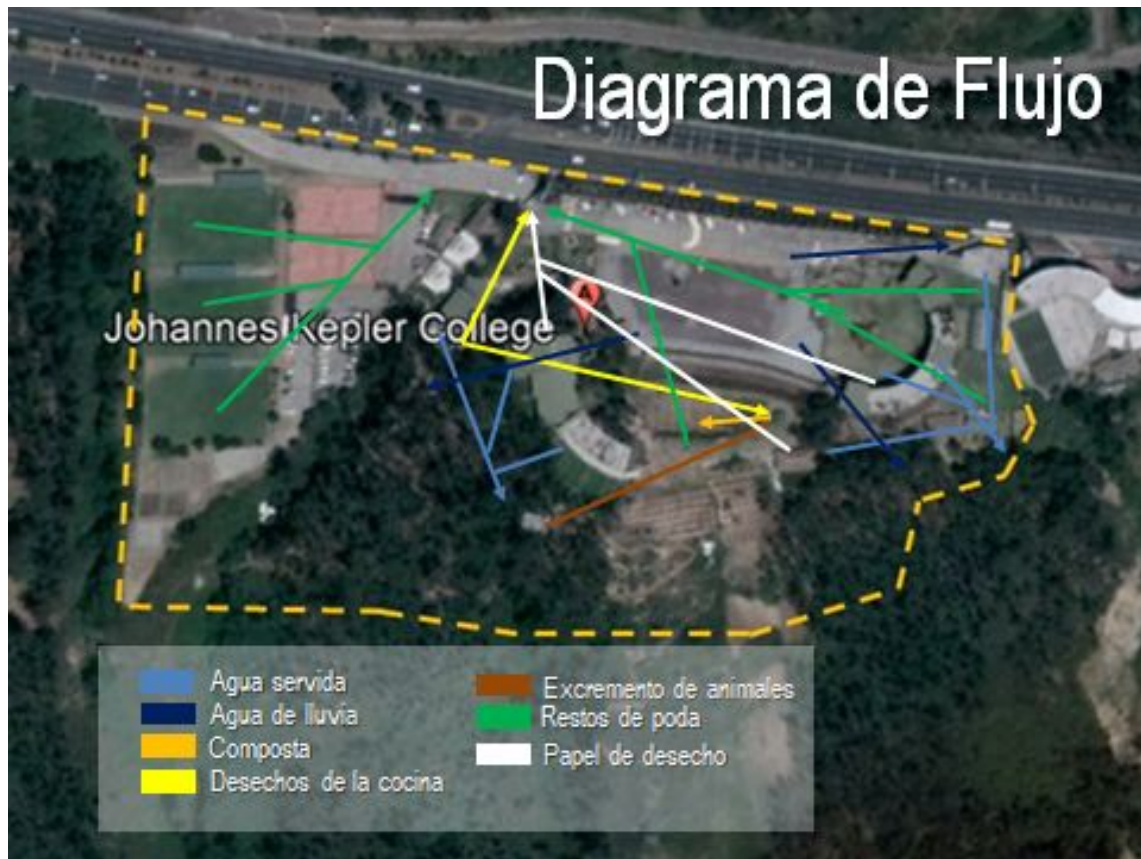 Diagrama de Flujo
A
Johannes Kepler College
Agua servida
Agua de lluvia
Composta
Desechos de la cocina
Excremento de animales
Restos de poda
Papel de desecho